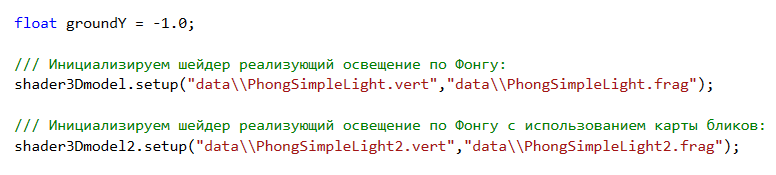 float groundY = -1.0;
/// Инициализируем шейдер реализующий освещение по Фонгу:
shader3Dmodel.setup("data\\PhongSimpleLight.vert","data\\PhongSimpleLight.frag");
/// Инициализируем шейдер реализующий освещение по Фонгу с использованием карты бликов:
shader3Dmodel2.setup("data\\PhongSimpleLight2.vert","data\\PhongSimpleLight2.frag");